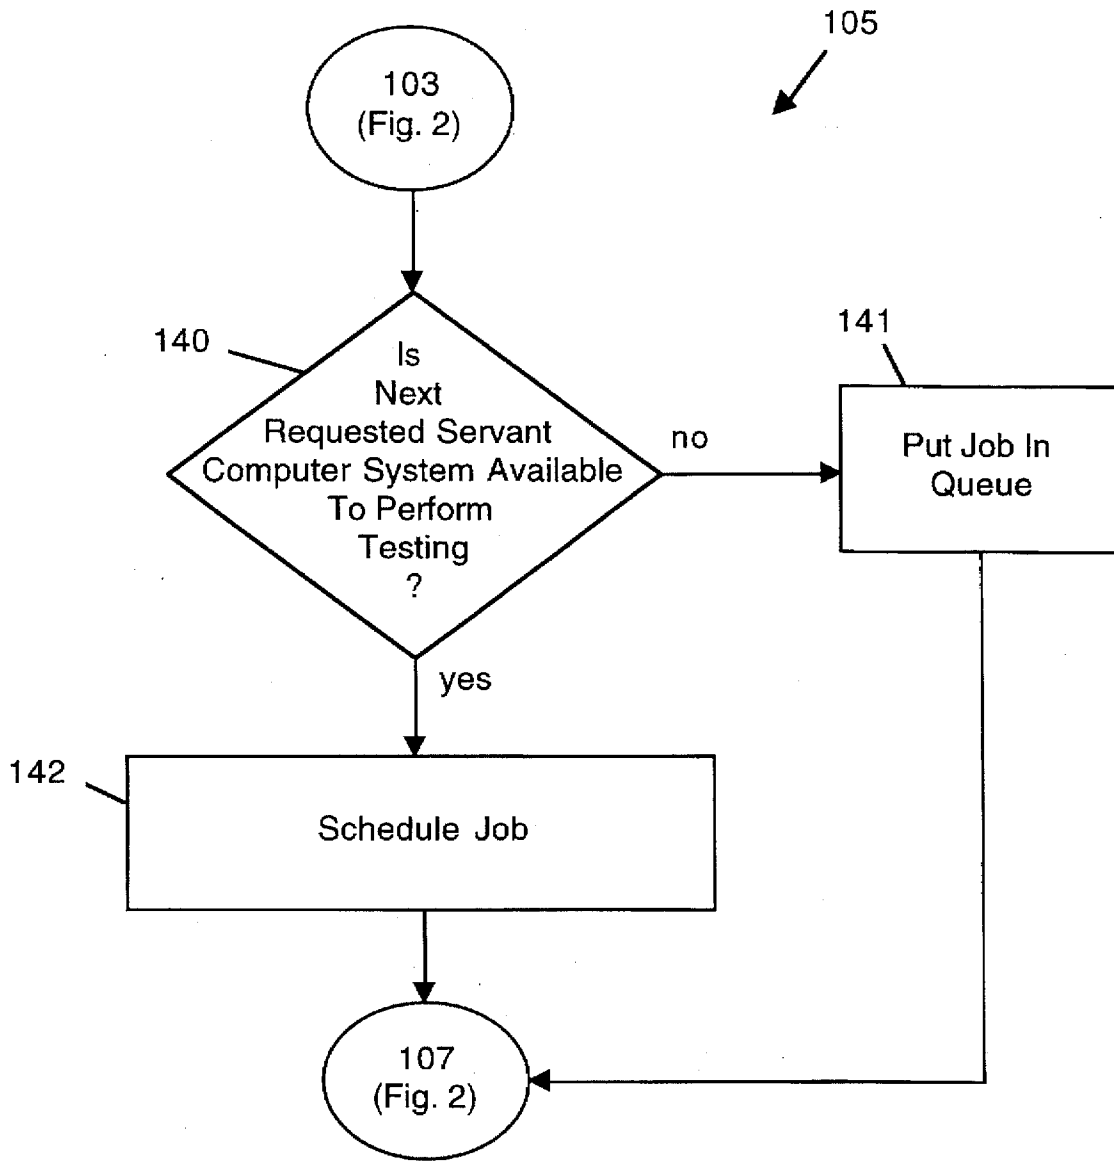 105
103
(Fig. 2)
140
Is
Next
Requested Servant
Computer System Available
To Perform
Testing
?
no
141
Put Job In
Queue
yes
142
Schedule Job
107
(Fig. 2)